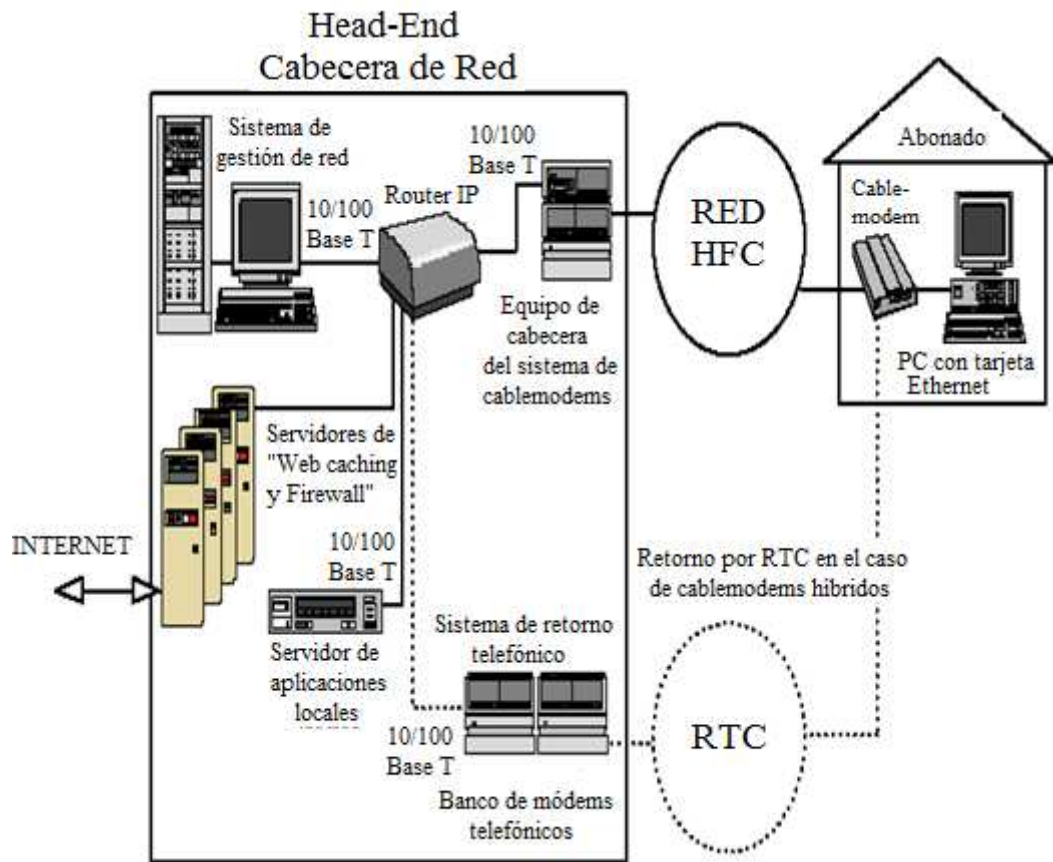 Head-End
Cabecera de Red
Sistema de
gestión de red
10/100
Base T
Router IP
10/100
Base T
Equipo de
cabecera
del sistema de
cablemodems
RED
HFC
Abonado
Cable-
modem
PC con tarjeta
Ethernet
Servidores de
"Web caching
y Firewall"
INTERNET
10/100
Base T
Servidor de
aplicaciones
locales
Retorno por RTC en el caso
de cablemodems hibridos
Sistema de retorno
telefónico
10/100
Base T
Banco de módems
telefónicos
RTC